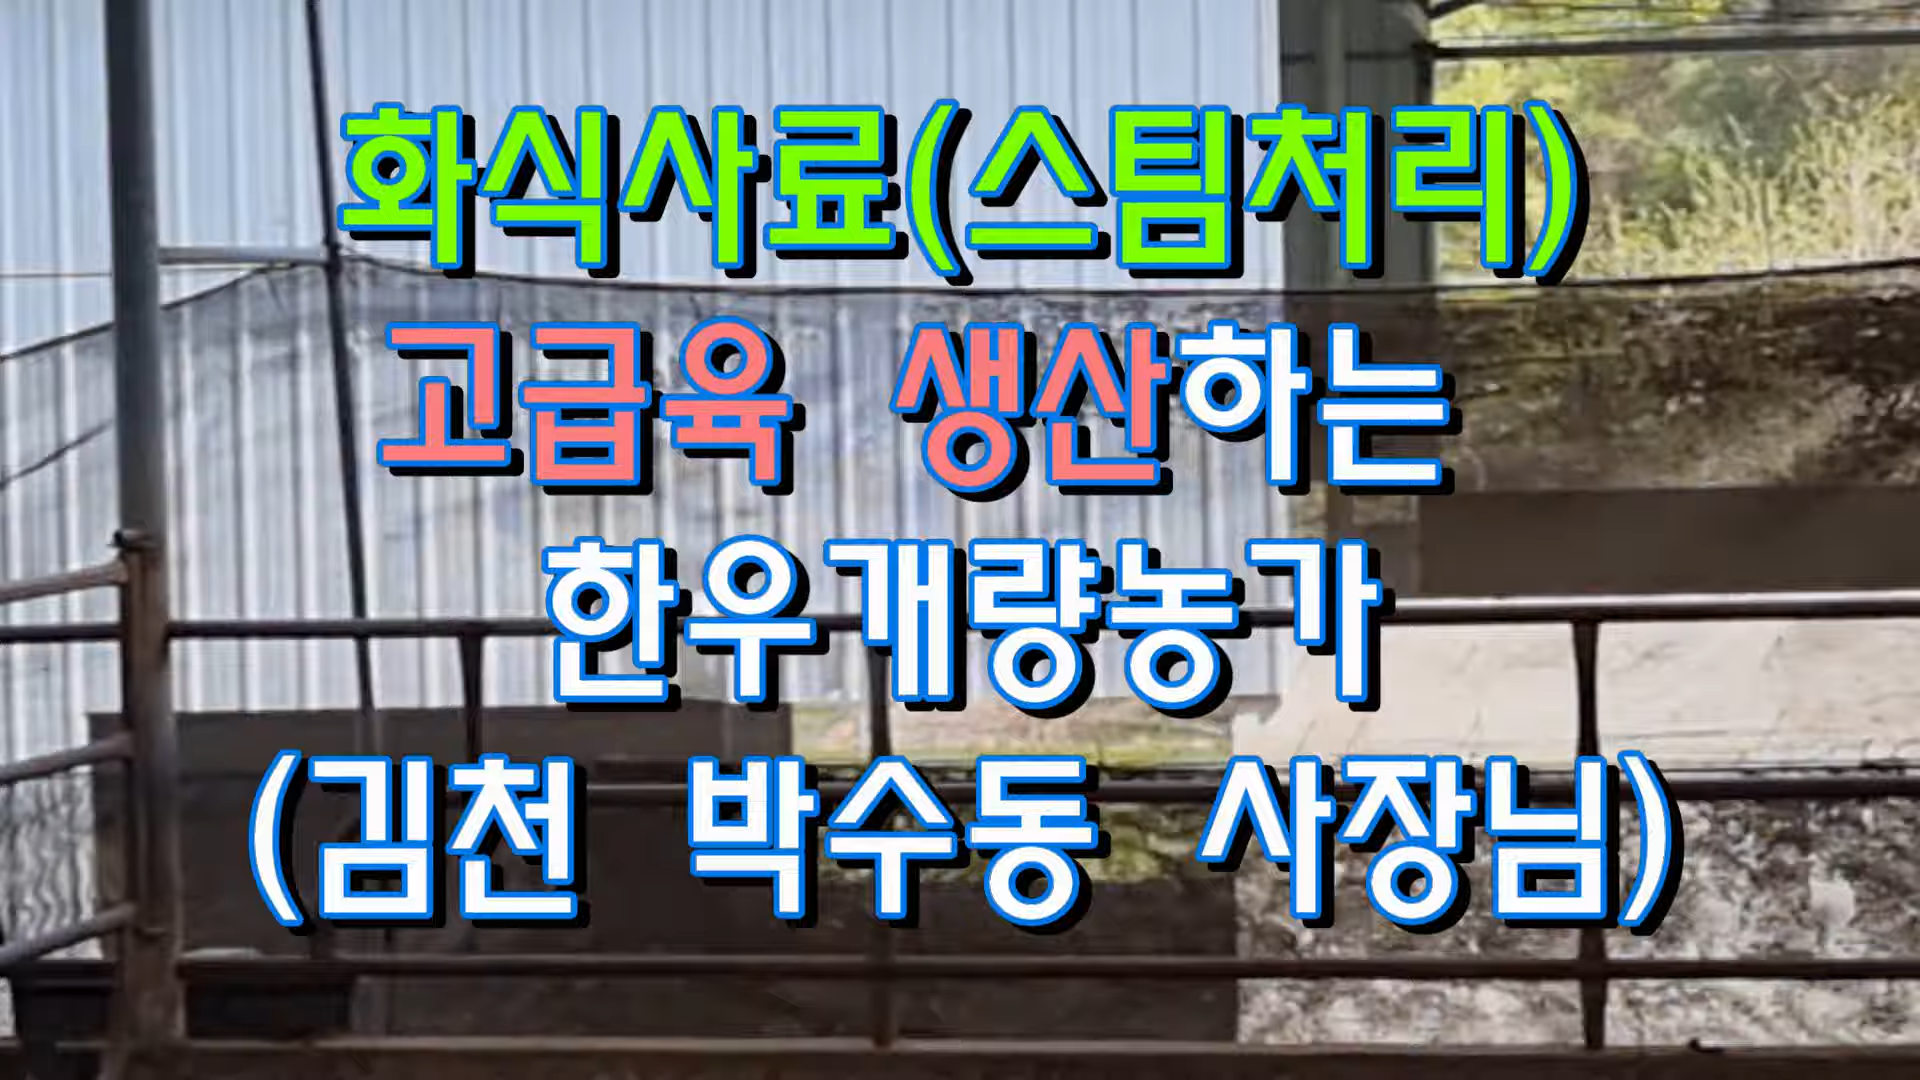 화식사료(스팀처리)
고급육 생산하는
한우개량농가
(김천 박수동 사장님)